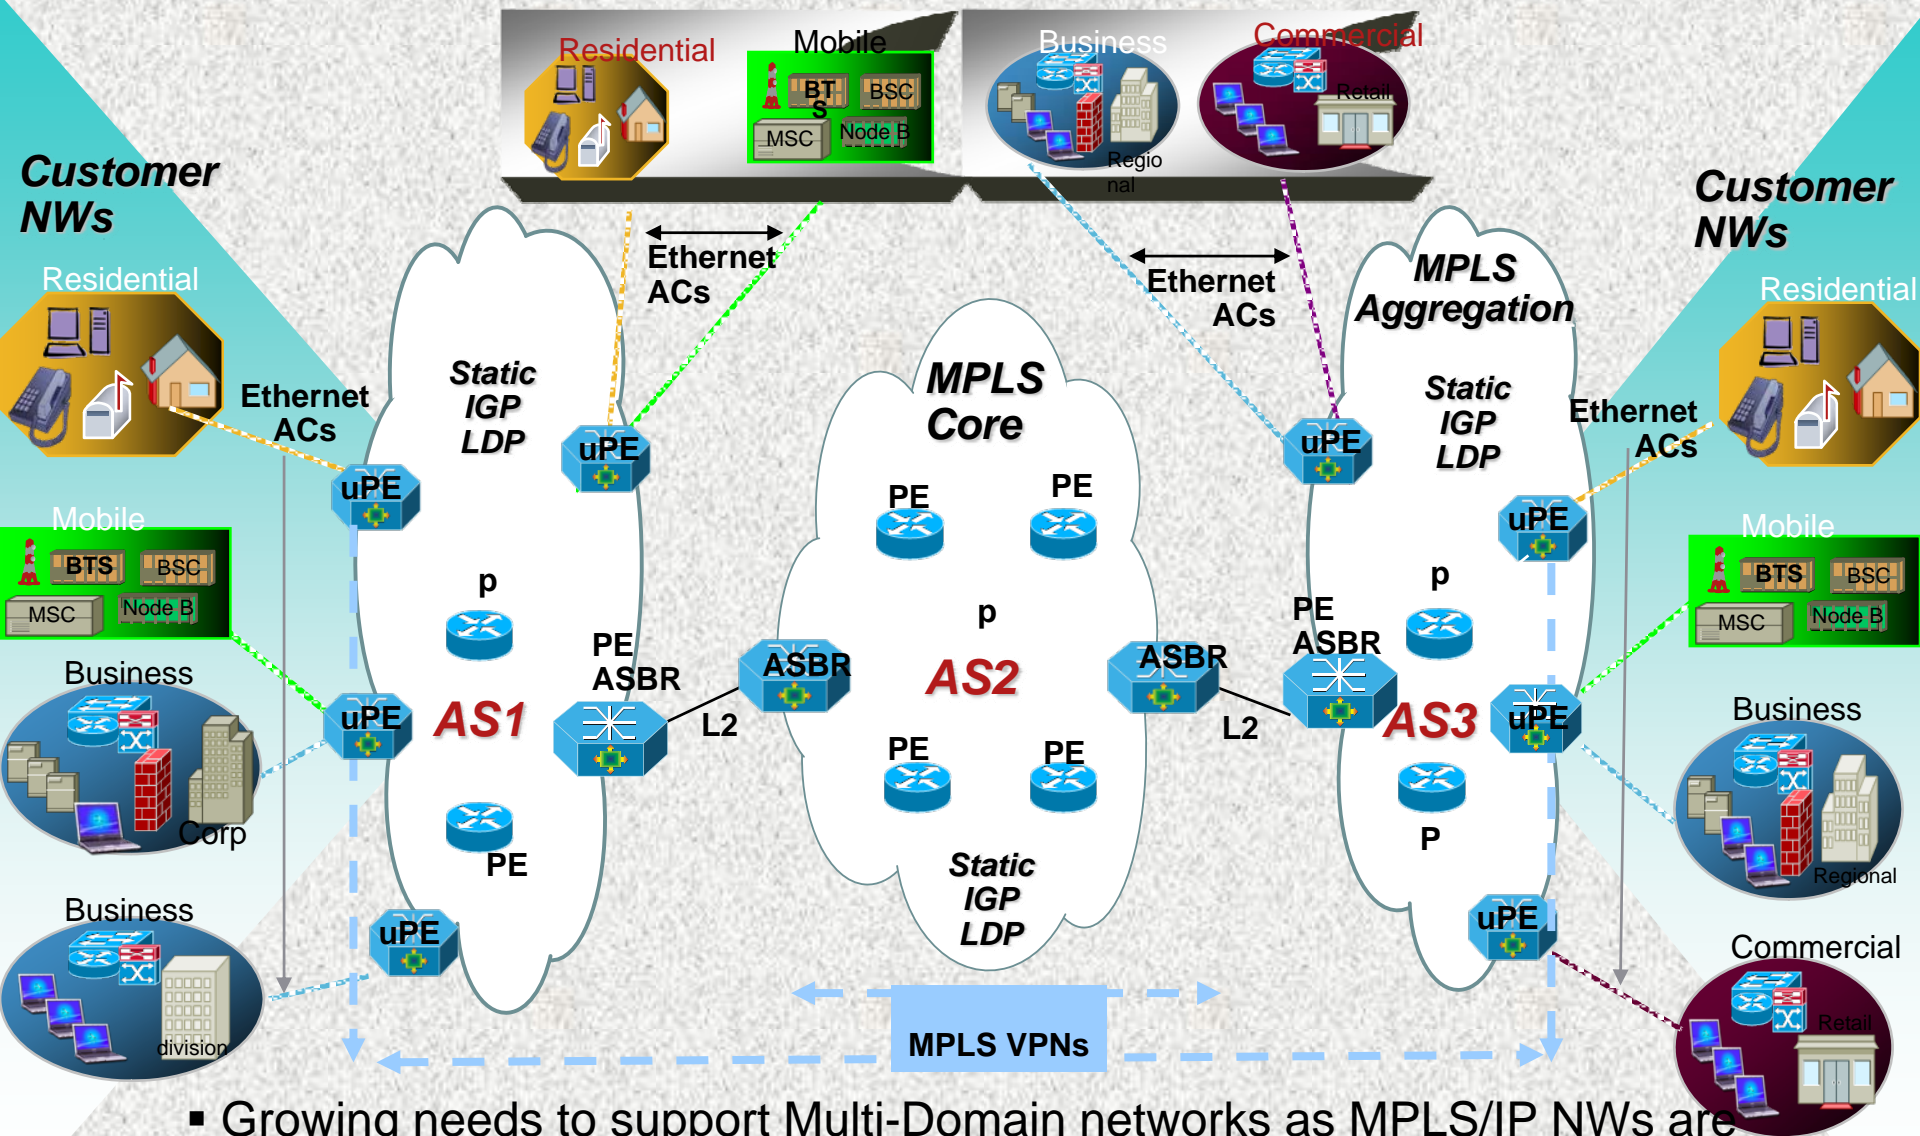 Residential
Mobile
BT
S
BSC
MSC
Node B
Business
Regio
nal
Commercial
Retail
Customer
NWs
Customer
NWs
Residential
Ethernet
ACs
Mobile
BTS
BSC
MSC
Node B
Business
Corp
Business
division
Ethernet
ACs
Static
IGP
LDP
uPE
uPE
p
PE
ASBR
AS1
uPE
PE
uPE
L2
MPLS
Core
PE
PE
p
ASBR
AS2
ASBR
PE
PE
Static
IGP
LDP
L2
MPLS VPNs
Ethernet
ACs
MPLS
Aggregation
Static
IGP
LDP
uPE
uPE
p
PE
ASBR
AS3
uPE
P
uPE
Ethernet
ACs
Residential
Mobile
BTS
BSC
MSC
Node B
Business
Regional
Commercial
Retail
▪ Growing needs to support Multi-Domain networks as MPLS/IP NWs are